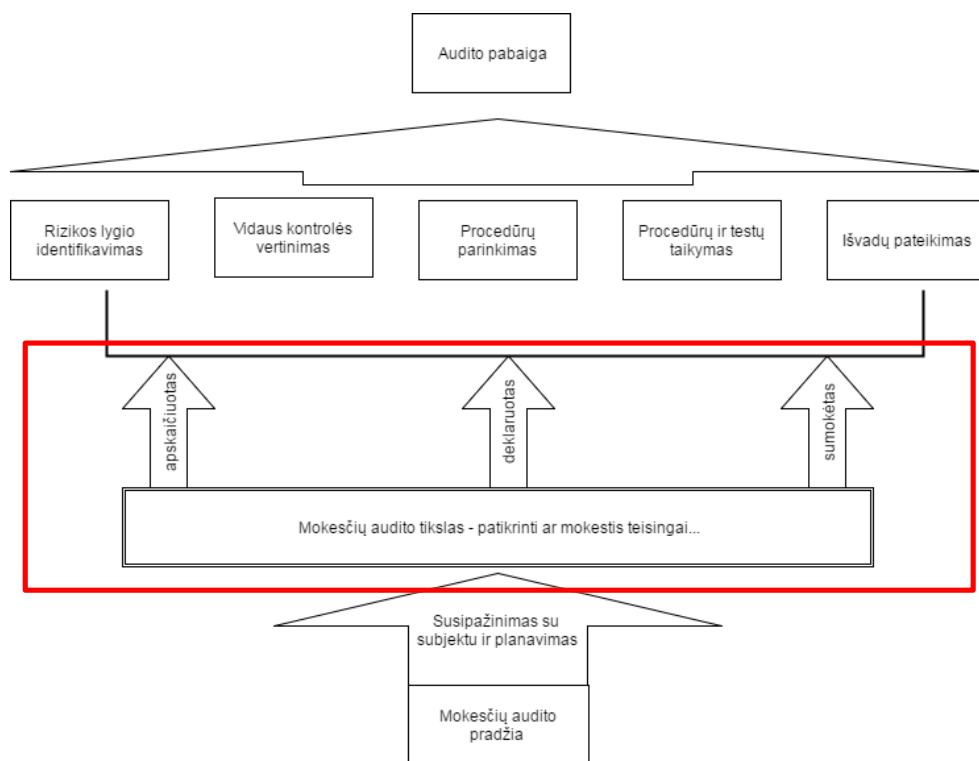 Audito pabaiga
Rizikos lygio
identifikavimas
Vidaus kontrolės
vertinimas
Procedūrų
parinkimas
Procedūrų ir testų
taikymas
Išvadų pateikimas
apskaičiuotas
deklaruotas
sumokėtas
Mokesčių audito tikslas - patikrinti ar mokestis teisingai...
Susipažinimas su
subjektu ir planavimas
Mokesčių audito
pradžia